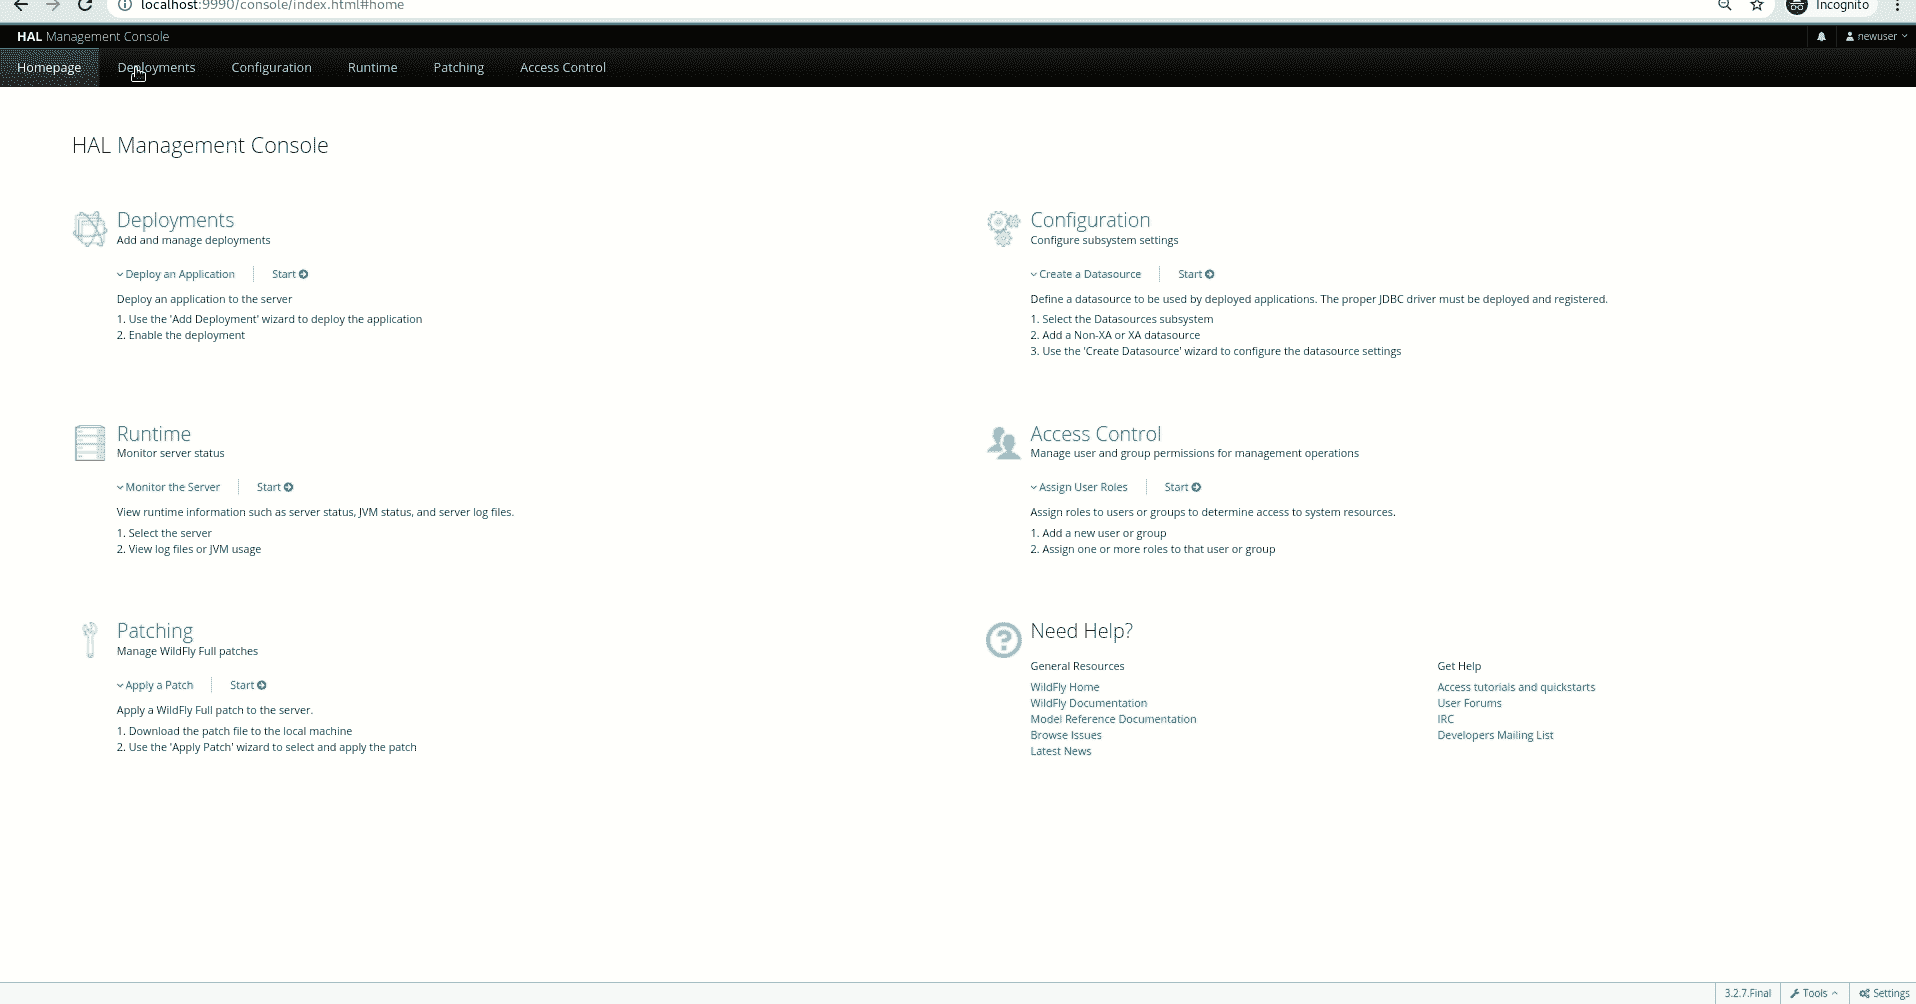 localhost:9990/console/index.html#home
Incognito
HAL Management Console
newuser
Homepage Deployments Configuration Runtime Patching Access Control
HAL Management Console
Deployments
Add and manage deployments
Deploy an Application Start
Deploy an application to the server
1. Use the 'Add Deployment' wizard to deploy the application
2. Enable the deployment
Configuration
Configure subsystem settings
Create a Datasource Start
Define a datasource to be used by deployed applications. The proper JDBC driver must be deployed and registered.
1. Select the Datasources subsystem
2. Add a Non-XA or XA datasource
3. Use the 'Create Datasource' wizard to configure the datasource settings
Runtime
Monitor server status
Monitor the Server Start
View runtime information such as server status, JVM status, and server log files.
1. Select the server
2. View log files or JVM usage
Access Control
Manage user and group permissions for management operations
Assign User Roles Start
Assign roles to users or groups to determine access to system resources.
1. Add a new user or group
2. Assign one or more roles to that user or group
Patching
Manage WildFly Full patches
Apply a Patch Start
Apply a WildFly Full patch to the server.
1. Download the patch file to the local machine
2. Use the 'Apply Patch' wizard to select and apply the patch
Need Help?
General Resources
WildFly Home
WildFly Documentation
Model Reference Documentation
Browse Issues
Latest News
Get Help
Access tutorials and quickstarts
User Forums
IRC
Developers Mailing List
3.2.7.Final Tools Settings